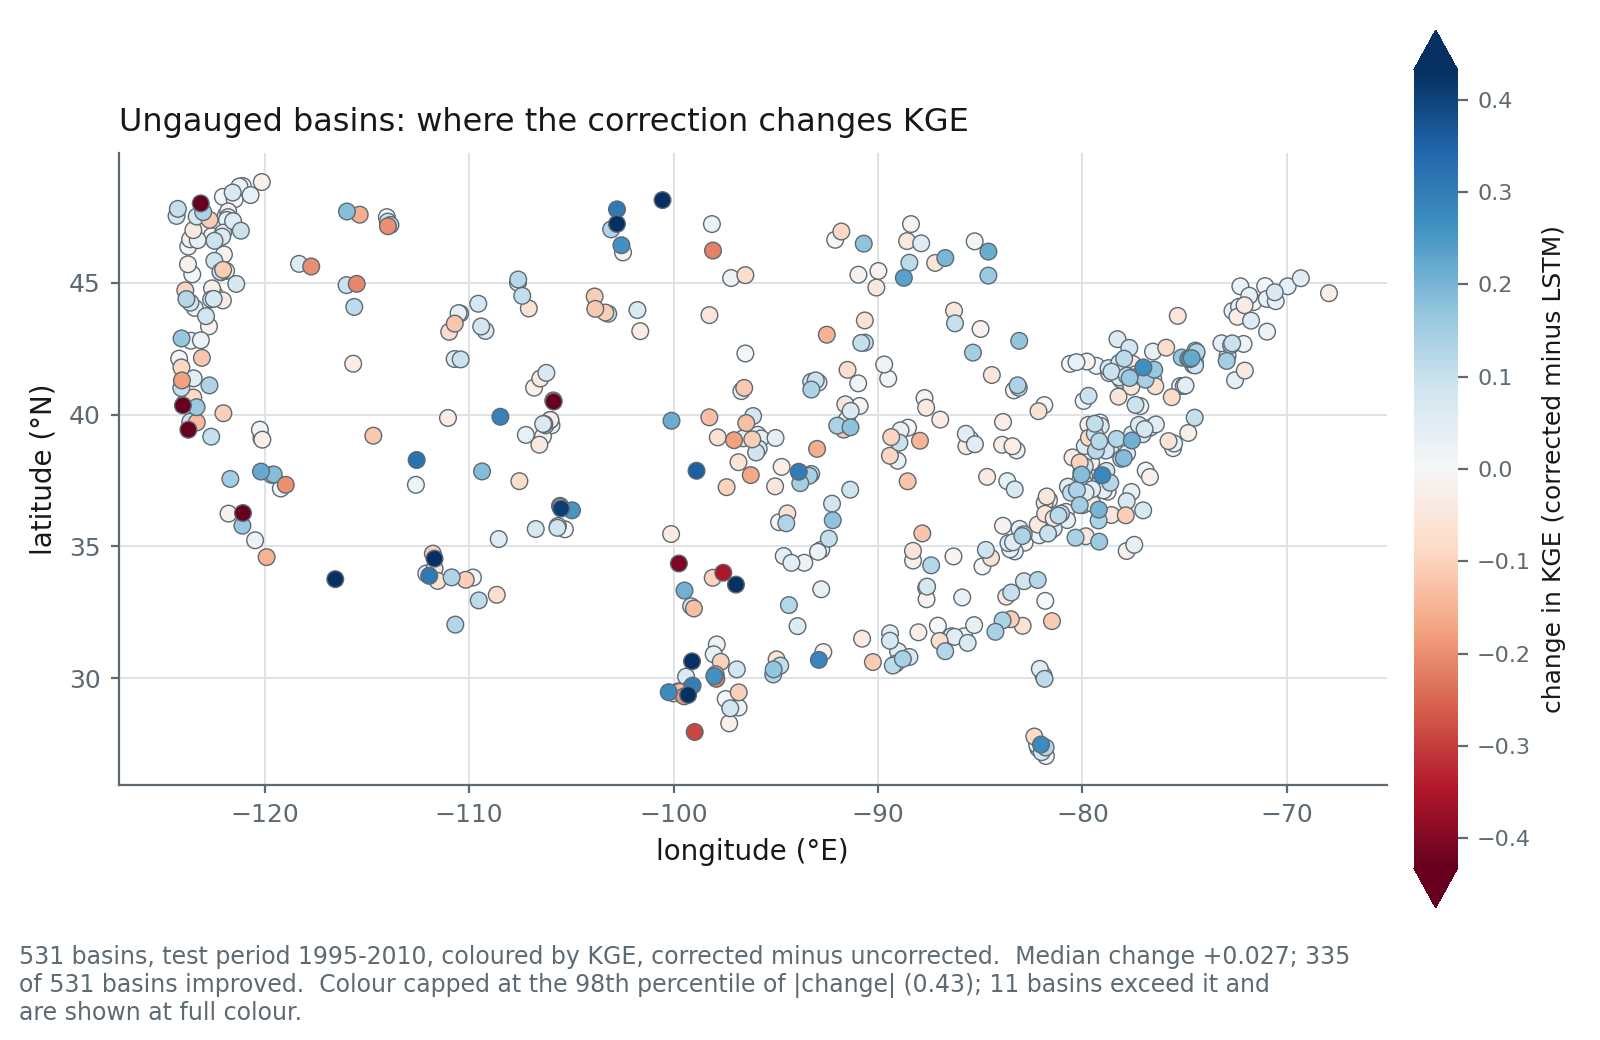 Ungauged basins: where the correction changes KGE
latitude (°N)
45
40
35
30
−120
−110
−100
−90
−80
−70
longitude (°E)
0.4
0.3
0.2
0.1
0.0
−0.1
−0.2
−0.3
−0.4
change in KGE (corrected minus LSTM)
531 basins, test period 1995-2010, coloured by KGE, corrected minus uncorrected.  Median change +0.027; 335
of 531 basins improved.  Colour capped at the 98th percentile of |change| (0.43); 11 basins exceed it and
are shown at full colour.